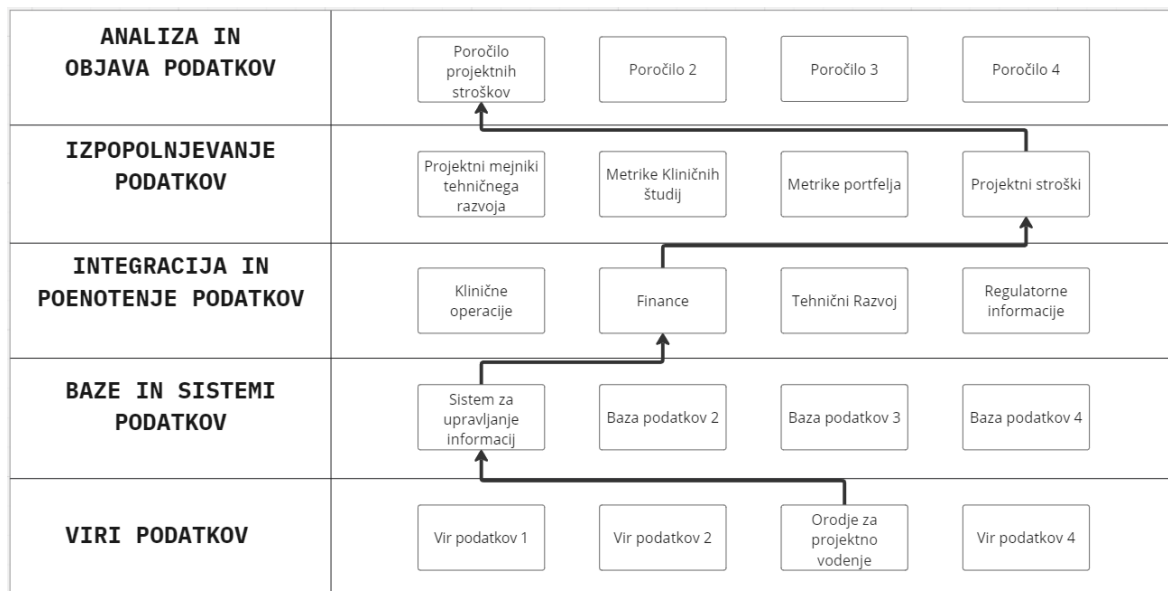 ANALIZA IN
OBJAVA PODATKOV
Poročilo
projektnih
stroškov
Poročilo 2
Poročilo 3
Poročilo 4
IZPOPOLNJEVANJE
PODATKOV
Projektni mejniki
tehničnega
razvoja
Metrike Kliničnih
študij
Metrike portfelja
Projektni stroški
INTEGRACIJA IN
POENOTENJE PODATKOV
Klinične
operacije
Finance
Tehnični Razvoj
Regulatorne
informacije
BAZE IN SISTEMI
PODATKOV
Sistem za
upravljanje
informacij
Baza podatkov 2
Baza podatkov 3
Baza podatkov 4
VIRI PODATKOV
Vir podatkov 1
Vir podatkov 2
Orodje za
projektno
vodenje
Vir podatkov 4